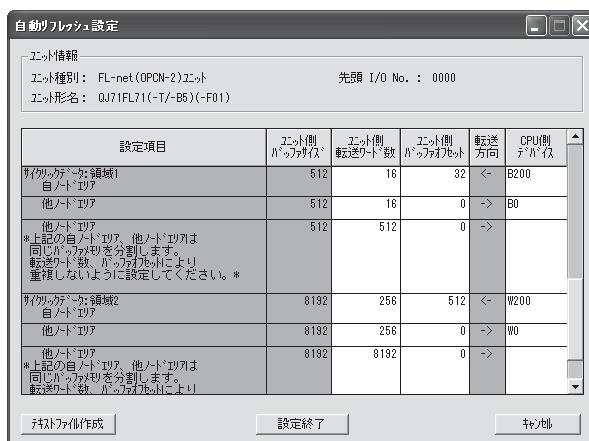 自動リフレッシュ設定
ユニット情報
ユニット種別： FL-net(OPCN-2)ユニット 先頭 I/O No.： 0000
ユニット形名： QJ71FL71(-T/-B5)(-F01)
設定項目 ユニット側 バッファサイズ ユニット側 転送ワード数 ユニット側 バッファオフセット 転送方向 CPU側 デバイス
サイクリックデータ:領域1
自ノードエリア 512 16 32 <- B200
他ノードエリア 512 16 0 -> B0
他ノードエリア 512 512 0 ->
*上記の自ノードエリア、他ノードエリアは
同じバッファメモリを分割します。
転送ワード数、バッファオフセットにより
重複しないように設定してください。*
サイクリックデータ:領域2
自ノードエリア 8192 256 512 <- W200
他ノードエリア 8192 256 0 -> W0
他ノードエリア 8192 8192 0 ->
*上記の自ノードエリア、他ノードエリアは
同じバッファメモリを分割します。
転送ワード数、バッファオフセットにより
テキストファイル作成 設定終了 キャンセル